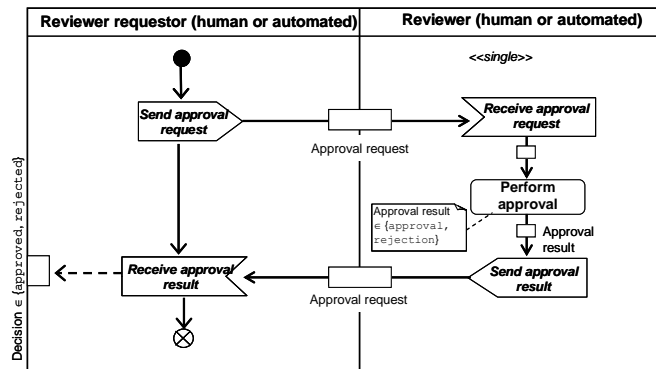 Reviewer requestor (human or automated)
Reviewer (human or automated)
<<single>>
Send approval
request
Approval request
Receive approval
request
Perform
approval
Approval result
∈ {approval,
rejection}
Approval
result
Decision ∈ {approved, rejected}
Receive approval
result
Approval request
Send approval
result